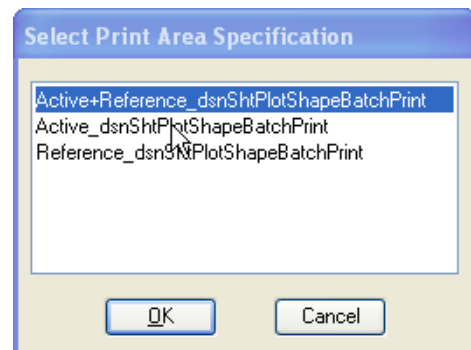 Select Print Area Specification
Active+Reference_dsnShtPlotShapeBatchPrint
Active_dsnShtPlotShapeBatchPrint
Reference_dsnShtPlotShapeBatchPrint
OK
Cancel